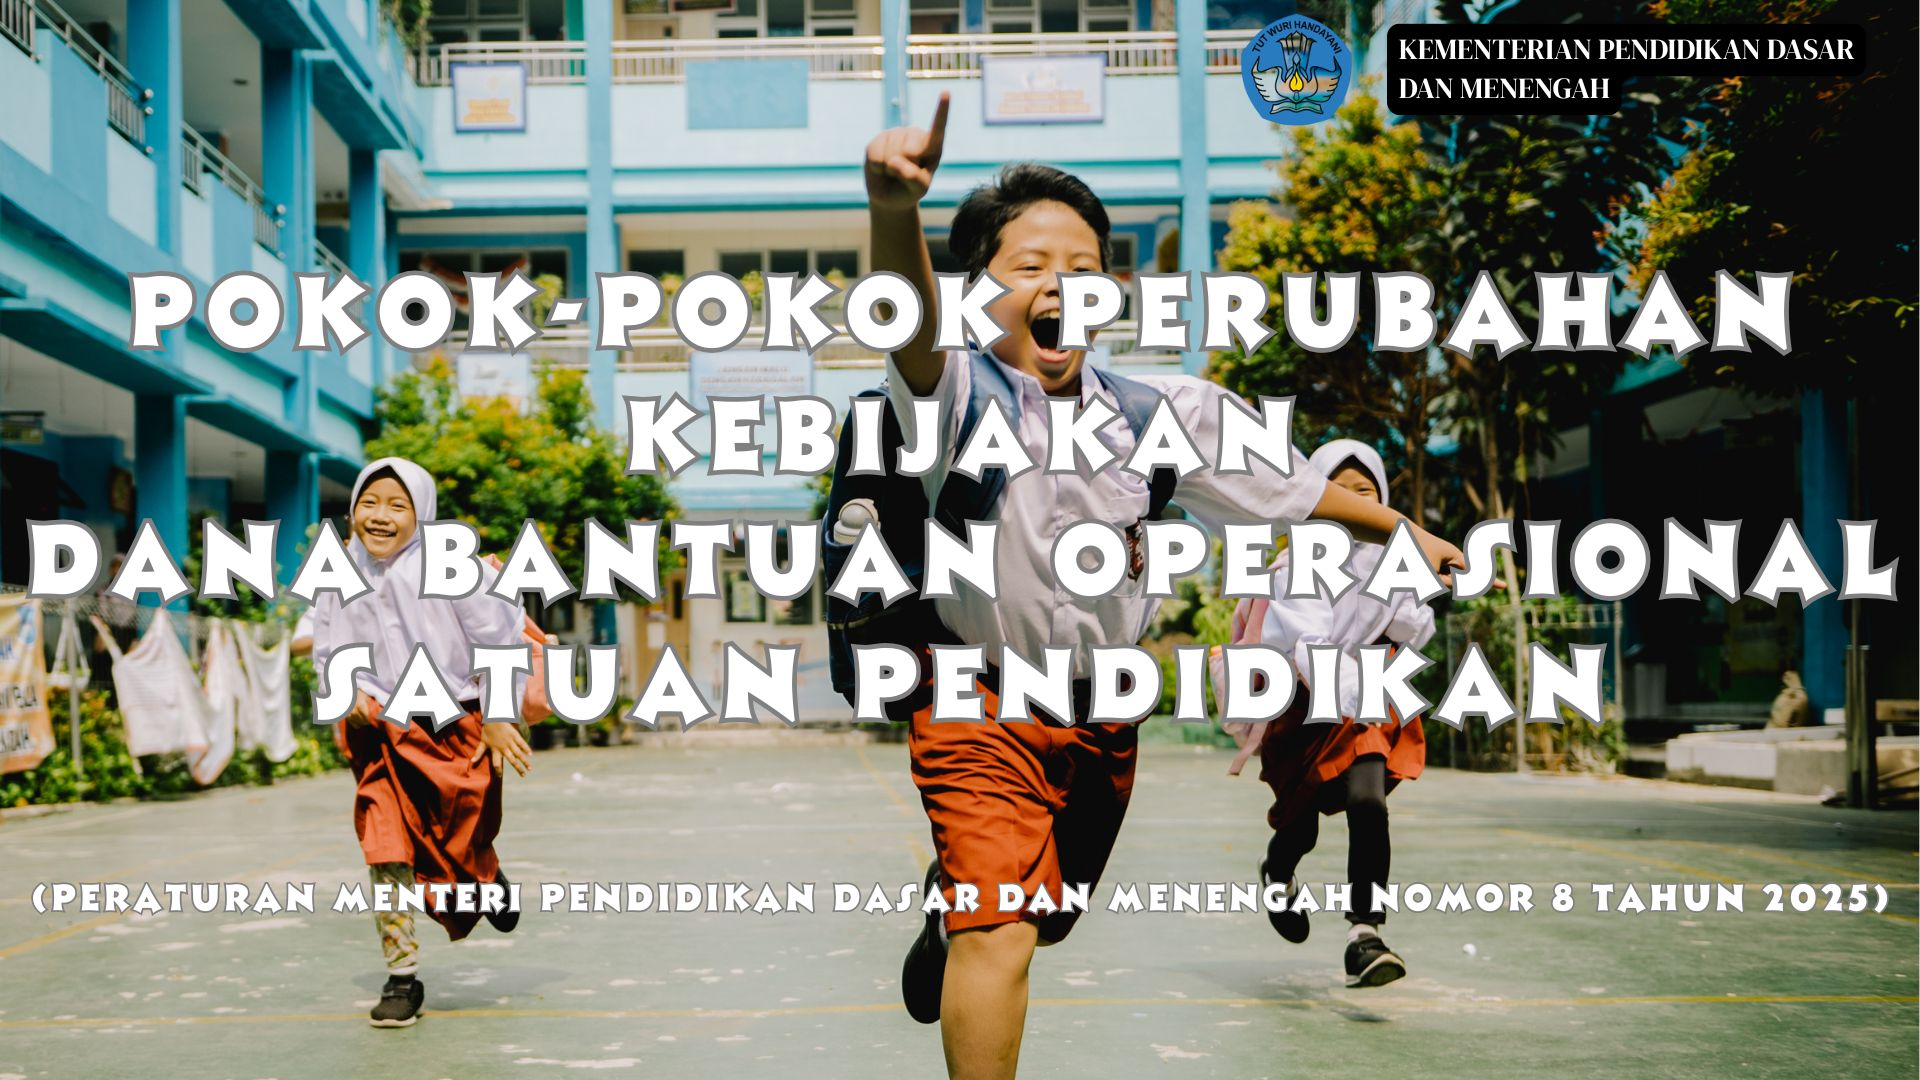 TUT WURI HANDAYANI
KEMENTERIAN PENDIDIKAN DASAR
DAN MENENGAH
POKOK-POKOK PERUBAHAN
KEBIJAKAN
DANA BANTUAN OPERASIONAL
SATUAN PENDIDIKAN
(PERATURAN MENTERI PENDIDIKAN DASAR DAN MENENGAH NOMOR 8 TAHUN 2025)